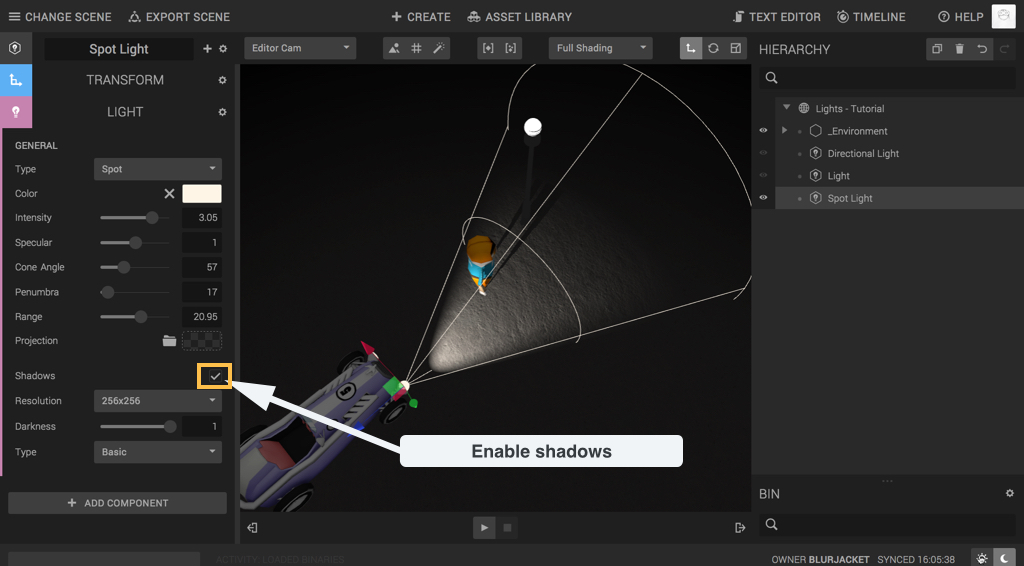 CHANGE SCENE EXPORT SCENE CREATE ASSET LIBRARY TEXT EDITOR TIMELINE HELP
Spot Light
Editor Cam
Full Shading
HIERARCHY
TRANSFORM
LIGHT
GENERAL
Type Spot
Color
Intensity 3.05
Specular 1
Cone Angle 57
Penumbra 17
Range 20.95
Projection
Shadows
Resolution 256x256
Darkness 1
Type Basic
ADD COMPONENT
Enable shadows
Lights - Tutorial
_Environment
Directional Light
Light
Spot Light
BIN
ACTIVITY: LOADED BINARIES
OWNER BLURJACKET SYNCED 16:05:38